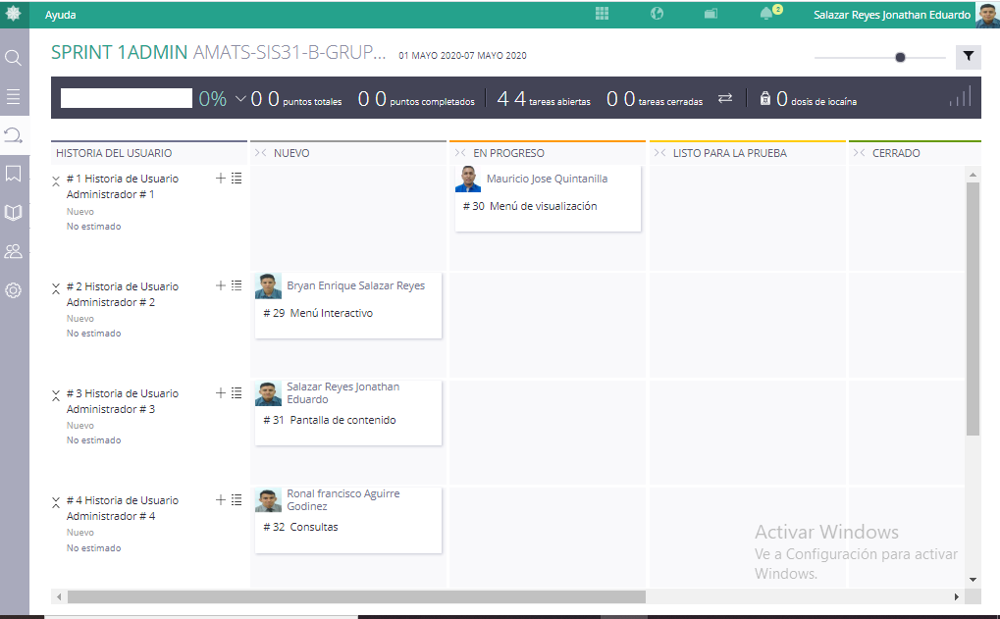 Ayuda
2
Salazar Reyes Jonathan Eduardo
SPRINT 1ADMIN AMATS-SIS31-B-GRUP... 01 MAYO 2020-07 MAYO 2020
0% 0 0 puntos totales 0 0 puntos completados 4 4 tareas abiertas 0 0 tareas cerradas 0 dosis de iocaína
HISTORIA DEL USUARIO NUEVO EN PROGRESO LISTO PARA LA PRUEBA CERRADO
# 1 Historia de Usuario
Administrador # 1
Nuevo
No estimado
Mauricio Jose Quintanilla
# 30 Menú de visualización
# 2 Historia de Usuario
Administrador # 2
Nuevo
No estimado
Bryan Enrique Salazar Reyes
# 29 Menú Interactivo
# 3 Historia de Usuario
Administrador # 3
Nuevo
No estimado
Salazar Reyes Jonathan
Eduardo
# 31 Pantalla de contenido
# 4 Historia de Usuario
Administrador # 4
Nuevo
No estimado
Ronal francisco Aguirre
Godinez
# 32 Consultas
Activar Windows
Ve a Configuración para activar
Windows.